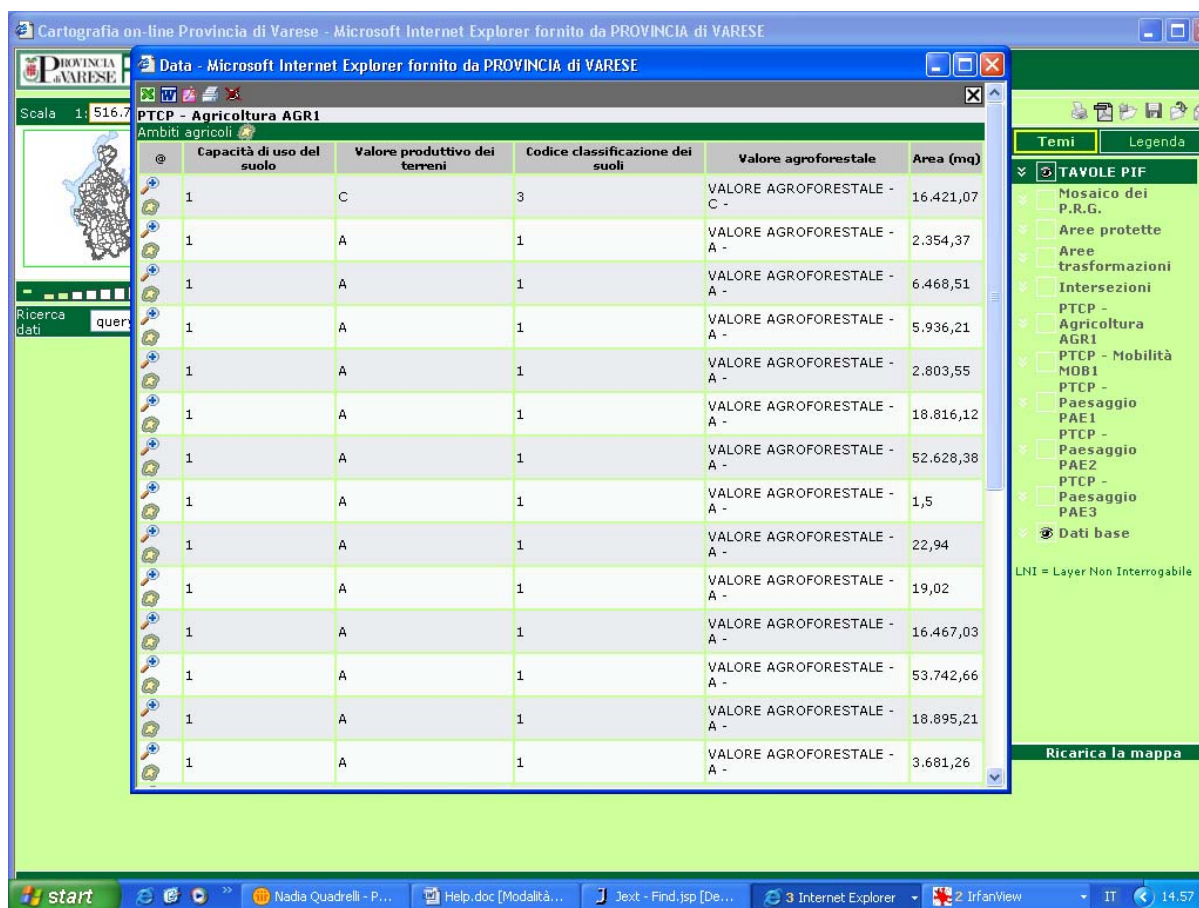 Cartografia on-line Provincia di Varese - Microsoft Internet Explorer fornito da PROVINCIA di VARESE
PROVINCIA
di VARESE
Data - Microsoft Internet Explorer fornito da PROVINCIA di VARESE
Scala 1: 516.7
PTCP - Agricoltura AGR1
Ambiti agricoli
@ Capacità di uso del suolo Valore produttivo dei terreni Codice classificazione dei suoli Valore agroforestale Area (mq)
1 C 3 VALORE AGROFORESTALE - C - 16.421,07
1 A 1 VALORE AGROFORESTALE - A - 2.354,37
1 A 1 VALORE AGROFORESTALE - A - 6.468,51
1 A 1 VALORE AGROFORESTALE - A - 5.936,21
1 A 1 VALORE AGROFORESTALE - A - 2.803,55
1 A 1 VALORE AGROFORESTALE - A - 18.816,12
1 A 1 VALORE AGROFORESTALE - A - 52.628,38
1 A 1 VALORE AGROFORESTALE - A - 1,5
1 A 1 VALORE AGROFORESTALE - A - 22,94
1 A 1 VALORE AGROFORESTALE - A - 19,02
1 A 1 VALORE AGROFORESTALE - A - 16.467,03
1 A 1 VALORE AGROFORESTALE - A - 53.742,66
1 A 1 VALORE AGROFORESTALE - A - 18.895,21
1 A 1 VALORE AGROFORESTALE - A - 3.681,26
Ricerca
dati
query
Temi Legenda
TAVOLE PIF
Mosaico dei
P.R.G.
Aree protette
Aree
trasformazioni
Intersezioni
PTCP -
Agricoltura
AGR1
PTCP - Mobilità
MOB1
PTCP -
Paesaggio
PAE1
PTCP -
Paesaggio
PAE2
PTCP -
Paesaggio
PAE3
Dati base
LNI = Layer Non Interrogabile
Ricarica la mappa
start
Nadia Quadrelli - P...
Help.doc [Modalità...
Jext - Find.jsp [De...
3 Internet Explorer
2 IrfanView
IT
14.57